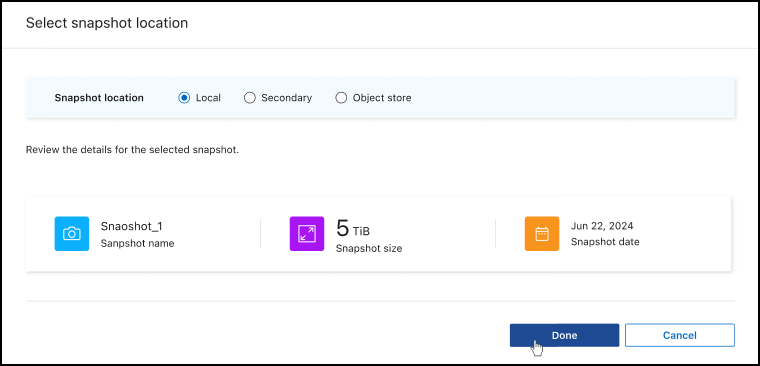 Select snapshot location
Snapshot location Local Secondary Object store
Review the details for the selected snapshot.
Snaoshot_1
Sanpshot name
5 TiB
Snapshot size
Jun 22, 2024
Snapshot date
Done Cancel